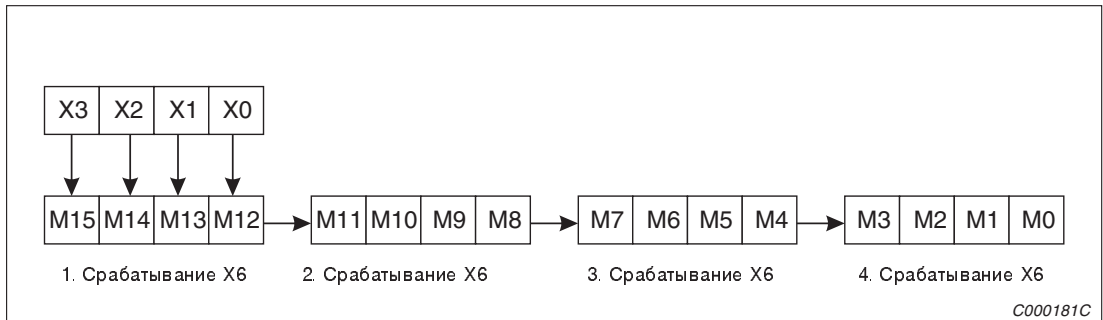 X3 X2 X1 X0
M15 M14 M13 M12 M11 M10 M9 M8 M7 M6 M5 M4 M3 M2 M1 M0
1. Срабатывание X6 2. Срабатывание X6 3. Срабатывание X6 4. Срабатывание X6
C000181C